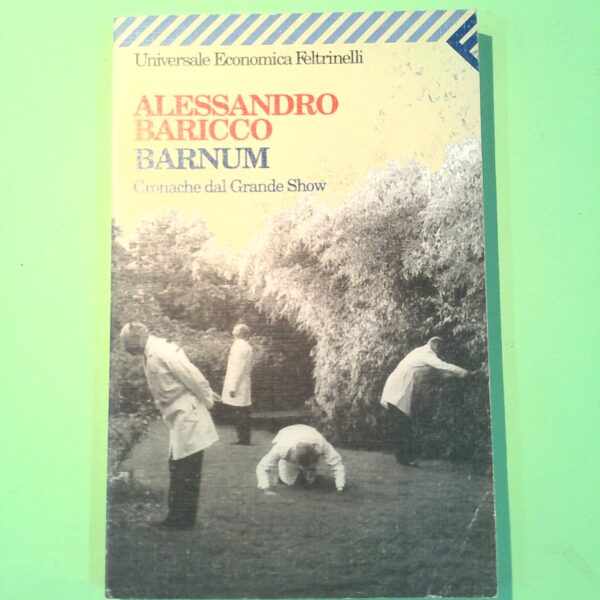 Universale Economica Feltrinelli
ALESSANDRO
BARICCO
BARNUM
Cronache dal Grande Show